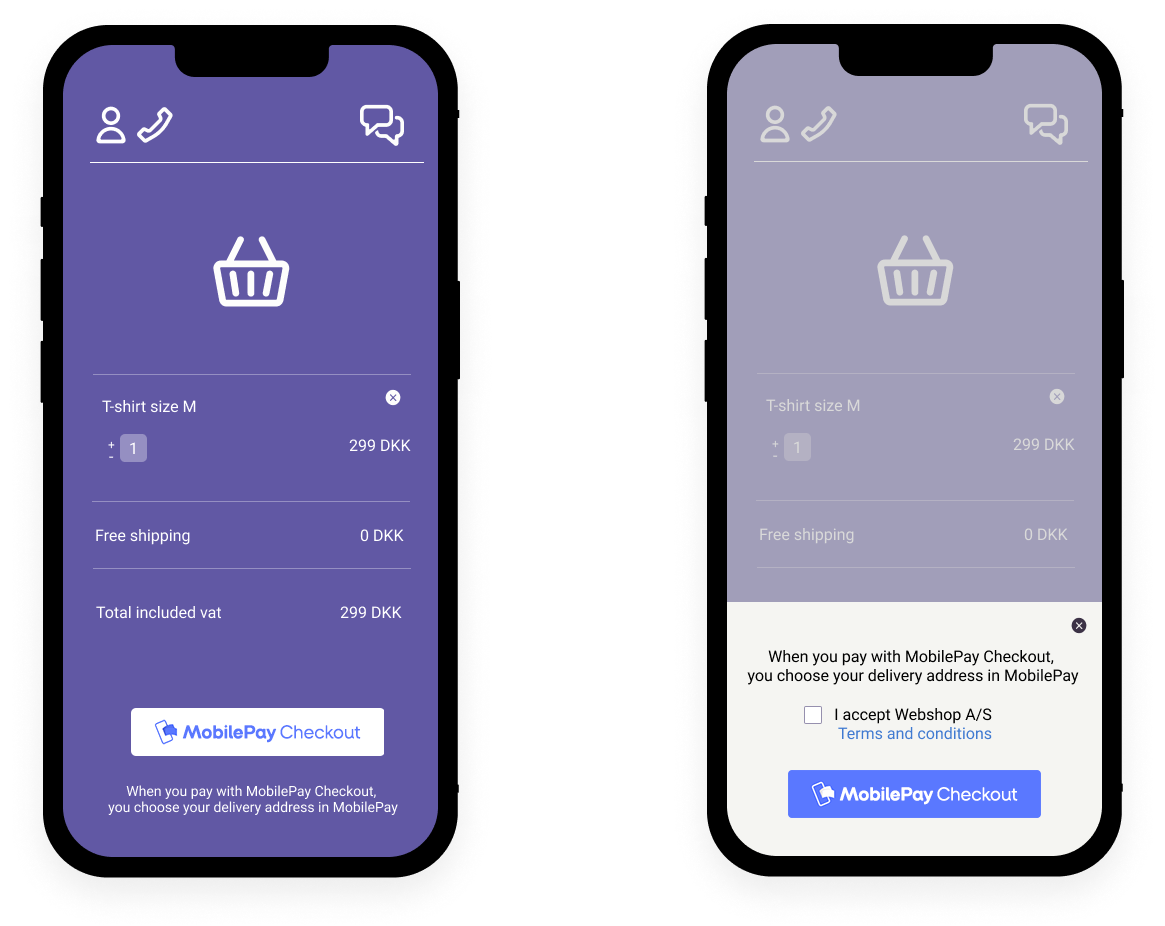 T-shirt size M
+
-
1
299 DKK
Free shipping
0 DKK
Total included vat
299 DKK
MobilePay Checkout
When you pay with MobilePay Checkout,
you choose your delivery address in MobilePay
T-shirt size M
+
-
1
299 DKK
Free shipping
0 DKK
When you pay with MobilePay Checkout,
you choose your delivery address in MobilePay
I accept Webshop A/S
Terms and conditions
MobilePay Checkout